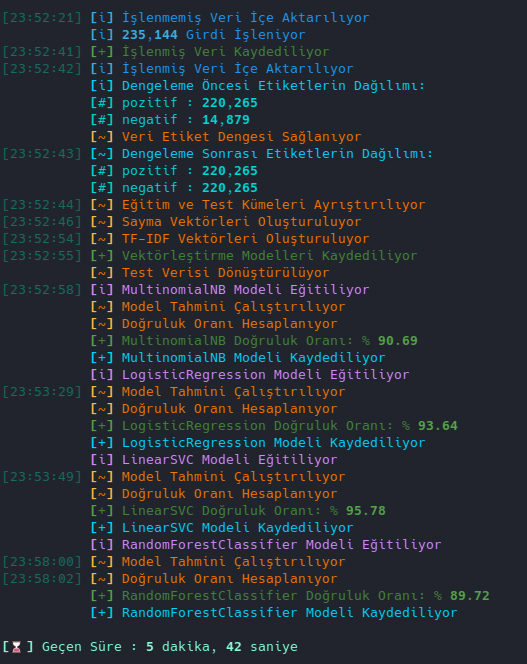 [23:52:21] [i] İşlenmemiş Veri İçe Aktarılıyor
[i] 235,144 Girdi İşleniyor
[23:52:41] [+] İşlenmiş Veri Kaydediliyor
[23:52:42] [i] İşlenmiş Veri İçe Aktarılıyor
[i] Dengeleme Öncesi Etiketlerin Dağılımı:
[#] pozitif : 220,265
[#] negatif : 14,879
[~] Veri Etiket Dengesi Sağlanıyor
[23:52:43] [~] Dengeleme Sonrası Etiketlerin Dağılımı:
[#] pozitif : 220,265
[#] negatif : 220,265
[23:52:44] [~] Eğitim ve Test Kümeleri Ayrıştırılıyor
[23:52:46] [~] Sayma Vektörleri Oluşturuluyor
[23:52:54] [~] TF-IDF Vektörleri Oluşturuluyor
[23:52:55] [+] Vektörleştirme Modelleri Kaydediliyor
[~] Test Verisi Dönüştürülüyor
[23:52:58] [i] MultinomialNB Modeli Eğitiliyor
[~] Model Tahmini Çalıştırılıyor
[~] Doğruluk Oranı Hesaplanıyor
[+] MultinomialNB Doğruluk Oranı: % 90.69
[+] MultinomialNB Modeli Kaydediliyor
[i] LogisticRegression Modeli Eğitiliyor
[23:53:29] [~] Model Tahmini Çalıştırılıyor
[~] Doğruluk Oranı Hesaplanıyor
[+] LogisticRegression Doğruluk Oranı: % 93.64
[+] LogisticRegression Modeli Kaydediliyor
[i] LinearSVC Modeli Eğitiliyor
[23:53:49] [~] Model Tahmini Çalıştırılıyor
[~] Doğruluk Oranı Hesaplanıyor
[+] LinearSVC Doğruluk Oranı: % 95.78
[+] LinearSVC Modeli Kaydediliyor
[i] RandomForestClassifier Modeli Eğitiliyor
[23:58:00] [~] Model Tahmini Çalıştırılıyor
[23:58:02] [~] Doğruluk Oranı Hesaplanıyor
[+] RandomForestClassifier Doğruluk Oranı: % 89.72
[+] RandomForestClassifier Modeli Kaydediliyor
[⏳] Geçen Süre : 5 dakika, 42 saniye